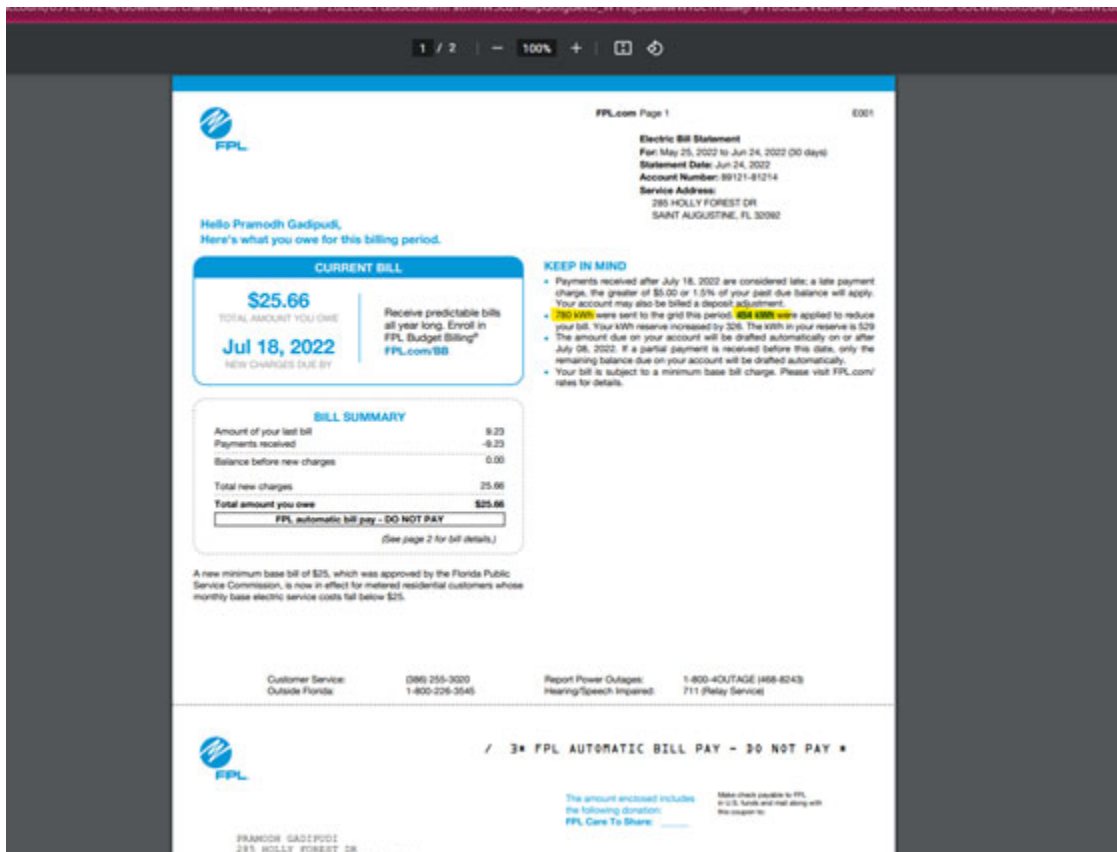 1 / 2 100%
FPL
FPL.com Page 1 E001
Electric Bill Statement
For: May 25, 2022 to Jun 24, 2022 (30 days)
Statement Date: Jun 24, 2022
Account Number: 89121-81214
Service Address:
285 HOLLY FOREST DR
SAINT AUGUSTINE, FL 32092
Hello Pramodh Gadipudi,
Here's what you owe for this billing period.
CURRENT BILL
$25.66
TOTAL AMOUNT YOU OWE
Jul 18, 2022
NEW CHARGES DUE BY
Receive predictable bills
all year long. Enroll in
FPL Budget Billing®
FPL.com/BB
KEEP IN MIND
• Payments received after July 18, 2022 are considered late; a late payment
charge, the greater of $5.00 or 1.5% of your past due balance will apply.
Your account may also be billed a deposit adjustment.
• 780 kWh were sent to the grid this period. 454 kWh were applied to reduce
your bill. Your kWh reserve increased by 326. The kWh in your reserve is 529
• The amount due on your account will be drafted automatically on or after
July 08, 2022. If a partial payment is received before this date, only the
remaining balance due on your account will be drafted automatically.
• Your bill is subject to a minimum base bill charge. Please visit FPL.com/
rates for details.
BILL SUMMARY
Amount of your last bill 9.23
Payments received -9.23
Balance before new charges 0.00
Total new charges 25.66
Total amount you owe $25.66
FPL automatic bill pay - DO NOT PAY
(See page 2 for bill details.)
A new minimum base bill of $25, which was approved by the Florida Public
Service Commission, is now in effect for metered residential customers whose
monthly base electric service costs fall below $25.
Customer Service: (386) 255-3020
Outside Florida: 1-800-226-3545
Report Power Outages: 1-800-4OUTAGE (468-8243)
Hearing/Speech Impaired: 711 (Relay Service)
FPL
/ 3* FPL AUTOMATIC BILL PAY - DO NOT PAY *
The amount enclosed includes
the following donation:
FPL Care To Share:
Make check payable to FPL
in U.S. funds and mail along with
this coupon to:
PRAMODH GADIPUDI
285 HOLLY FOREST DR